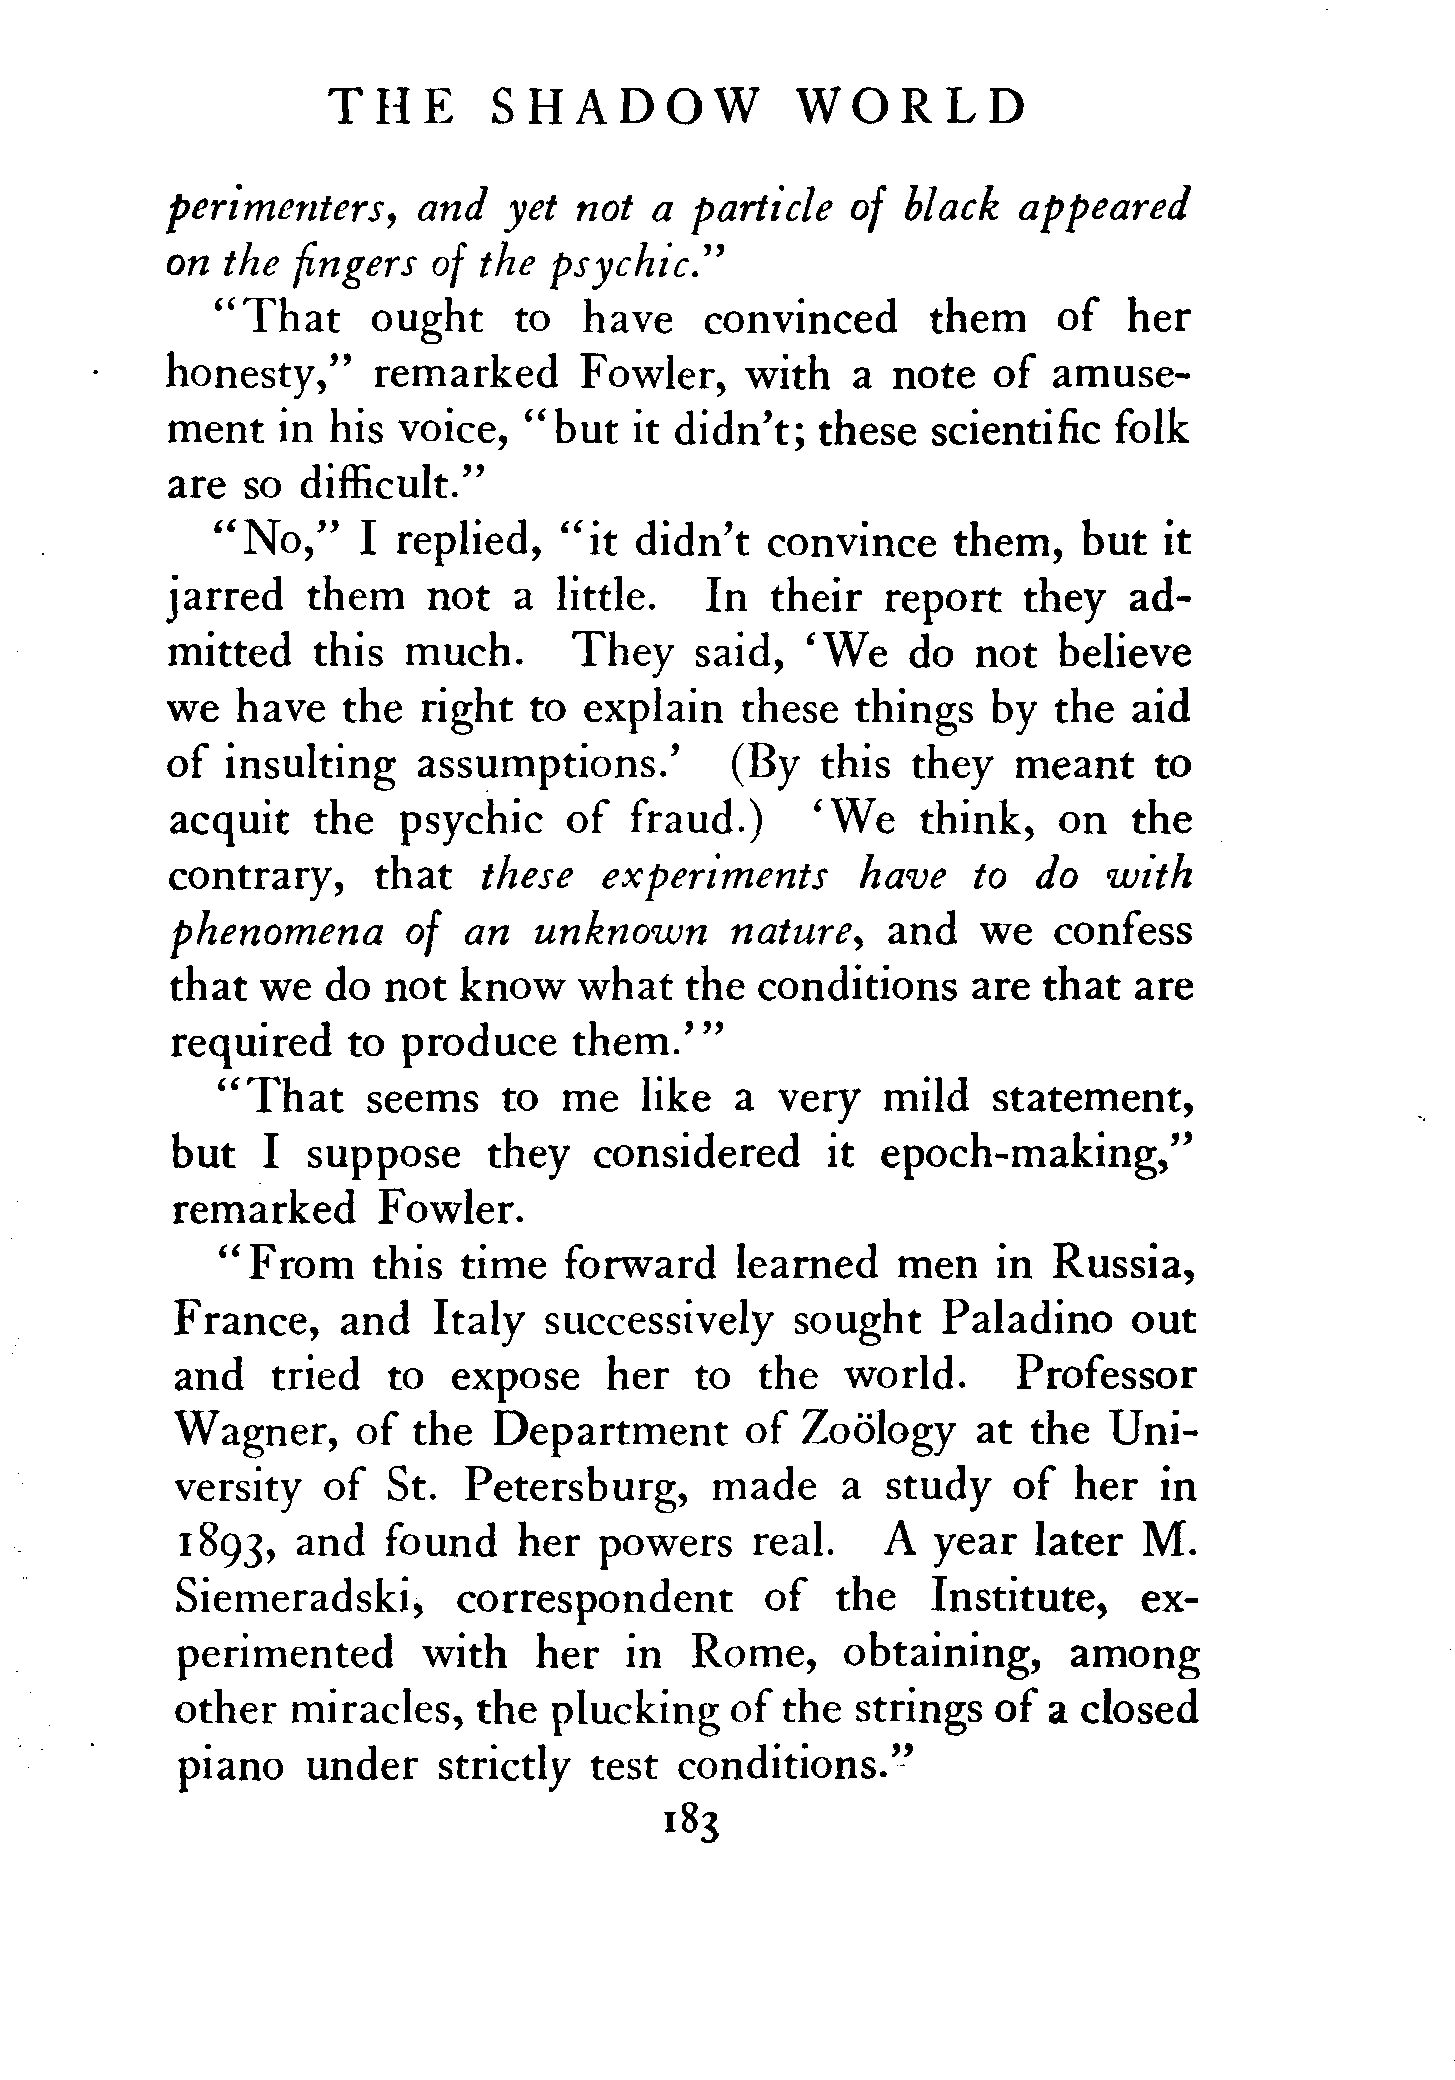 THE SHADOW WORLD
perimenters, and yet not a particle of black appeared
on the fingers of the psychic."
"That ought to have convinced them of her
honesty," remarked Fowler, with a note of amuse-
ment in his voice, "but it didn't; these scientific folk
are so difficult."
"No," I replied, "it didn't convince them, but it
jarred them not a little. In their report they ad-
mitted this much. They said, 'We do not believe
we have the right to explain these things by the aid
of insulting assumptions.' (By this they meant to
acquit the psychic of fraud.) 'We think, on the
contrary, that these experiments have to do with
phenomena of an unknown nature, and we confess
that we do not know what the conditions are that are
required to produce them.'"
"That seems to me like a very mild statement,
but I suppose they considered it epoch-making,"
remarked Fowler.
"From this time forward learned men in Russia,
France, and Italy successively sought Paladino out
and tried to expose her to the world. Professor
Wagner, of the Department of Zoölogy at the Uni-
versity of St. Petersburg, made a study of her in
1893, and found her powers real. A year later M.
Siemeradski, correspondent of the Institute, ex-
perimented with her in Rome, obtaining, among
other miracles, the plucking of the strings of a closed
piano under strictly test conditions."
183